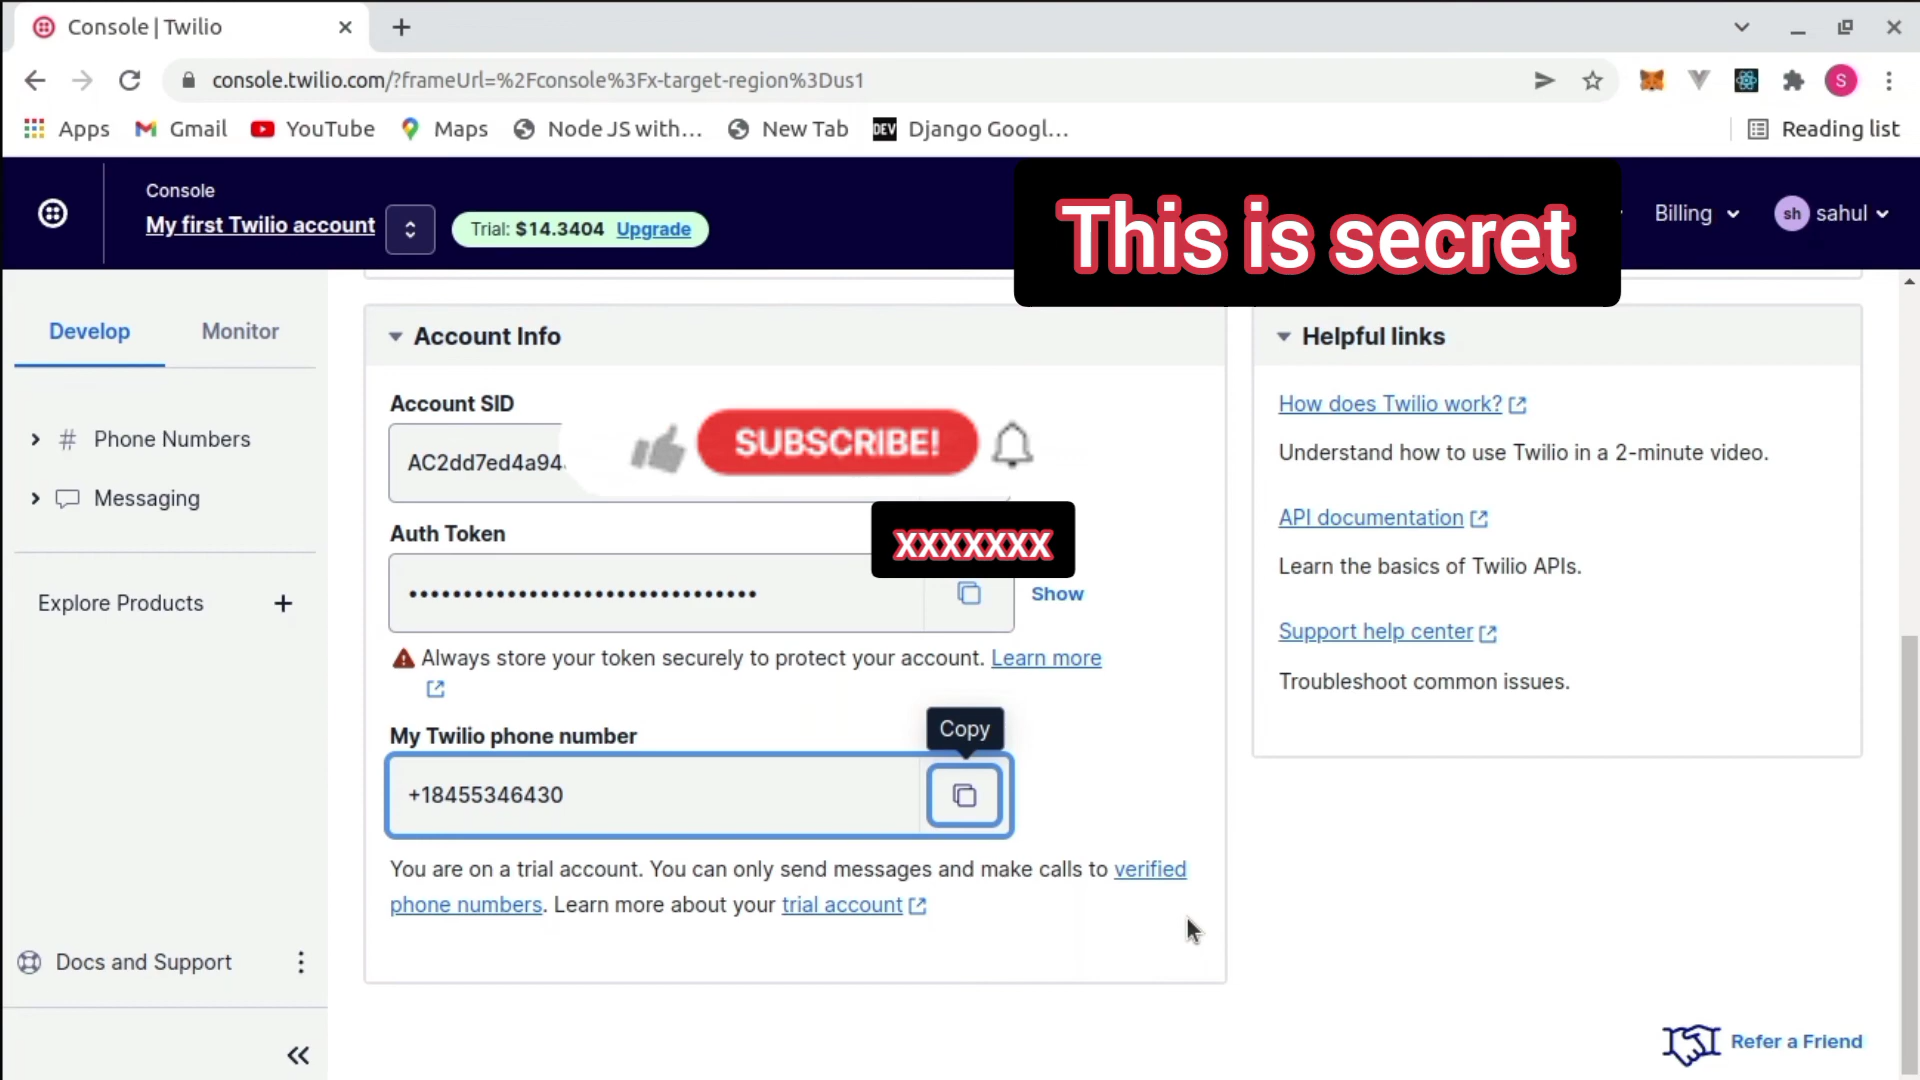 Console | Twilio
console.twilio.com/?frameUrl=%2Fconsole%3Fx-target-region%3Dus1
S
Apps
Gmail
YouTube
Maps
Node JS with...
New Tab
DEV
Django Googl...
Reading list
Console
My first Twilio account
Trial: $14.3404 Upgrade
This is secret
Billing
sh
sahul
Develop
Monitor
Phone Numbers
Messaging
Explore Products
Docs and Support
Account Info
Account SID
AC2dd7ed4a94
SUBSCRIBE!
Auth Token
xxxxxxx
••••••••••••••••••••••••••••••••
Show
Always store your token securely to protect your account. Learn more
My Twilio phone number
Copy
+18455346430
You are on a trial account. You can only send messages and make calls to verified
phone numbers. Learn more about your trial account
Helpful links
How does Twilio work?
Understand how to use Twilio in a 2-minute video.
API documentation
Learn the basics of Twilio APIs.
Support help center
Troubleshoot common issues.
Refer a Friend